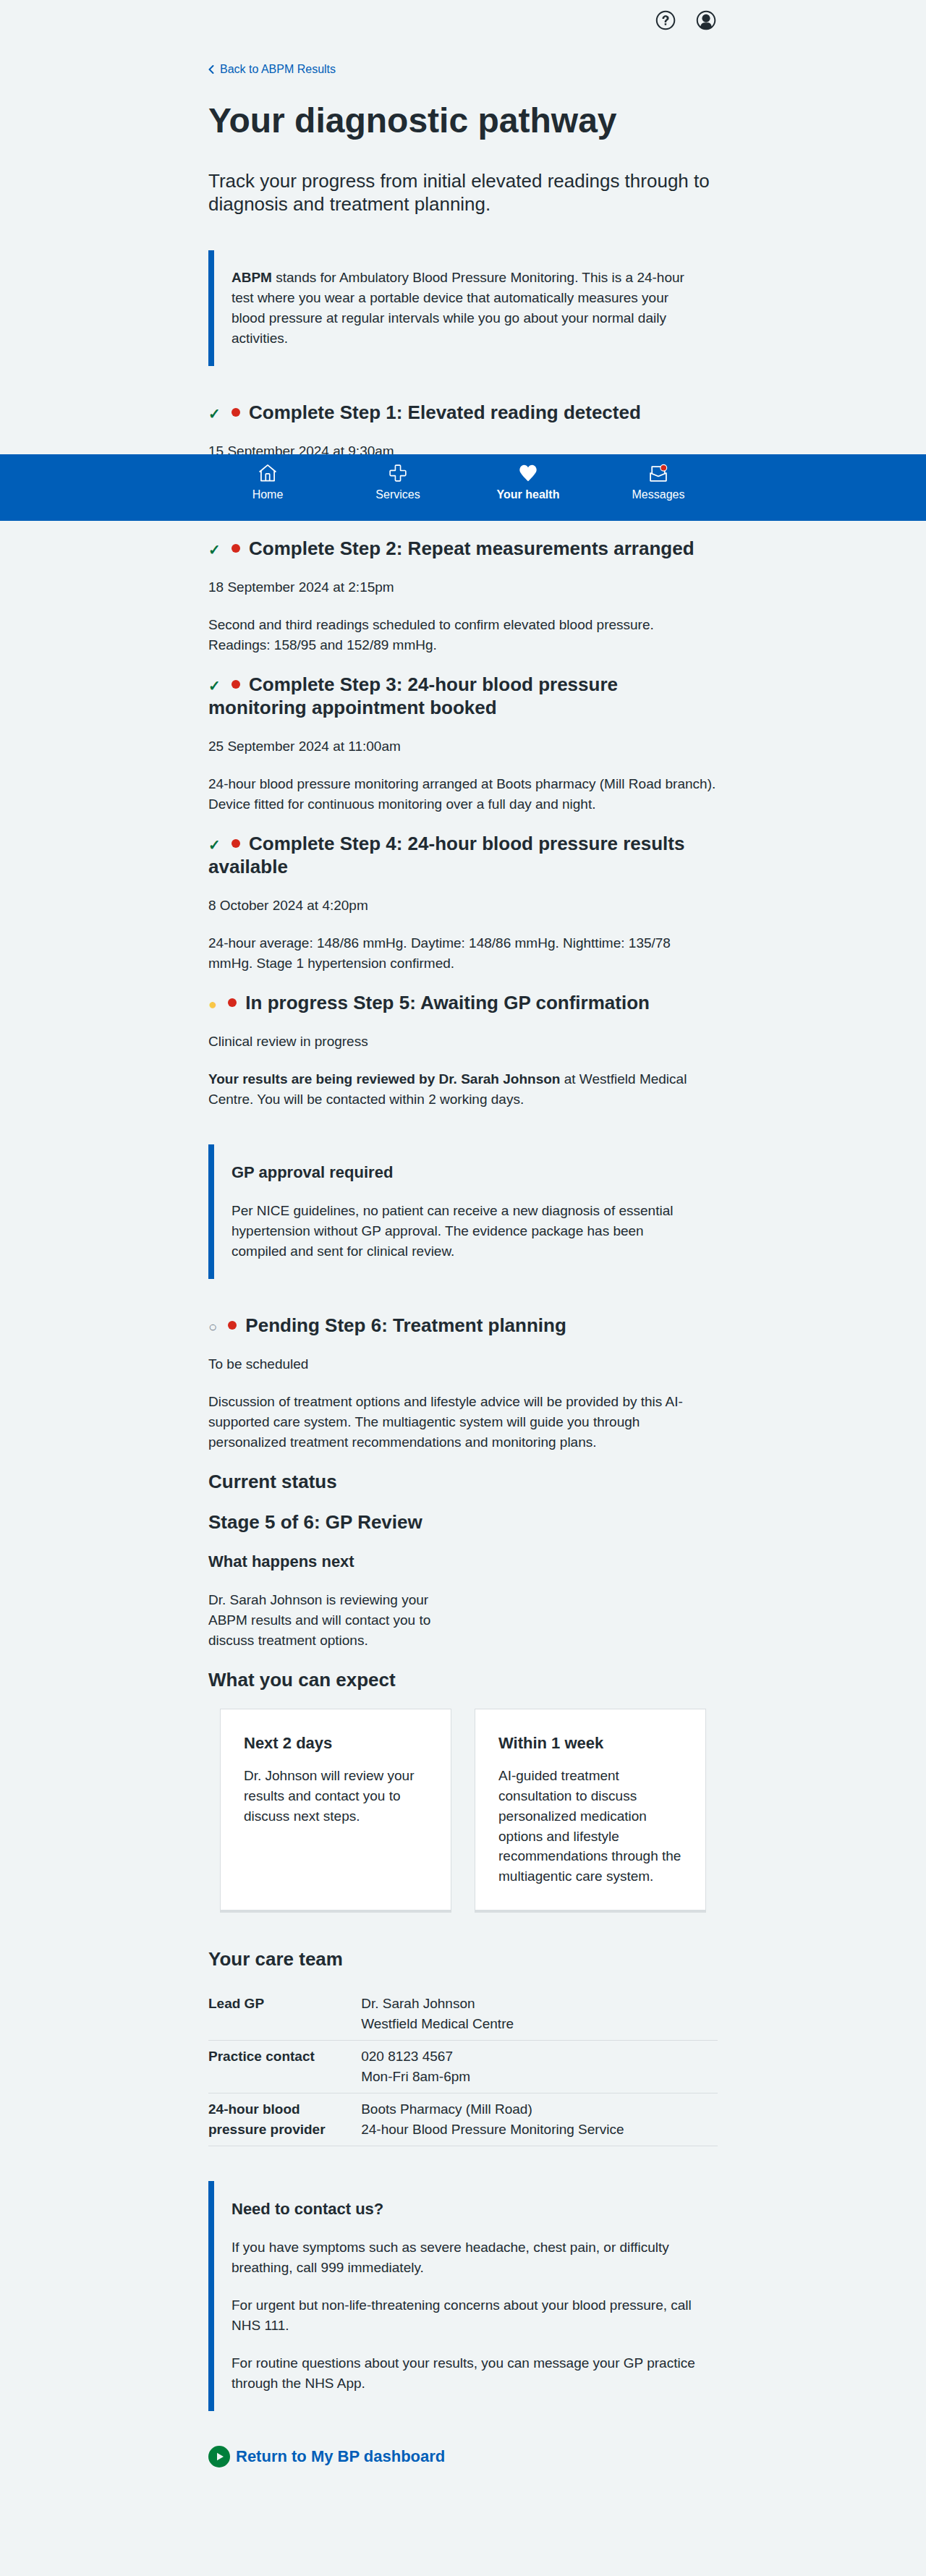 Back to ABPM Results
Your diagnostic pathway
Track your progress from initial elevated readings through to
diagnosis and treatment planning.
ABPM stands for Ambulatory Blood Pressure Monitoring. This is a 24-hour
test where you wear a portable device that automatically measures your
blood pressure at regular intervals while you go about your normal daily
activities.
✓ Complete Step 1: Elevated reading detected
15 September 2024 at 9:30am
Home
Services
Your health
Messages
✓ Complete Step 2: Repeat measurements arranged
18 September 2024 at 2:15pm
Second and third readings scheduled to confirm elevated blood pressure.
Readings: 158/95 and 152/89 mmHg.
✓ Complete Step 3: 24-hour blood pressure
monitoring appointment booked
25 September 2024 at 11:00am
24-hour blood pressure monitoring arranged at Boots pharmacy (Mill Road branch).
Device fitted for continuous monitoring over a full day and night.
✓ Complete Step 4: 24-hour blood pressure results
available
8 October 2024 at 4:20pm
24-hour average: 148/86 mmHg. Daytime: 148/86 mmHg. Nighttime: 135/78
mmHg. Stage 1 hypertension confirmed.
In progress Step 5: Awaiting GP confirmation
Clinical review in progress
Your results are being reviewed by Dr. Sarah Johnson at Westfield Medical
Centre. You will be contacted within 2 working days.
GP approval required
Per NICE guidelines, no patient can receive a new diagnosis of essential
hypertension without GP approval. The evidence package has been
compiled and sent for clinical review.
Pending Step 6: Treatment planning
To be scheduled
Discussion of treatment options and lifestyle advice will be provided by this AI-
supported care system. The multiagentic system will guide you through
personalized treatment recommendations and monitoring plans.
Current status
Stage 5 of 6: GP Review
What happens next
Dr. Sarah Johnson is reviewing your
ABPM results and will contact you to
discuss treatment options.
What you can expect
Next 2 days
Dr. Johnson will review your
results and contact you to
discuss next steps.
Within 1 week
AI-guided treatment
consultation to discuss
personalized medication
options and lifestyle
recommendations through the
multiagentic care system.
Your care team
Lead GP
Dr. Sarah Johnson
Westfield Medical Centre
Practice contact
020 8123 4567
Mon-Fri 8am-6pm
24-hour blood
pressure provider
Boots Pharmacy (Mill Road)
24-hour Blood Pressure Monitoring Service
Need to contact us?
If you have symptoms such as severe headache, chest pain, or difficulty
breathing, call 999 immediately.
For urgent but non-life-threatening concerns about your blood pressure, call
NHS 111.
For routine questions about your results, you can message your GP practice
through the NHS App.
Return to My BP dashboard